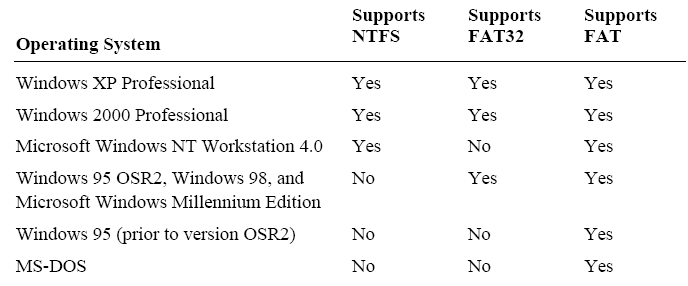 Supports Supports Supports
Operating System NTFS FAT32 FAT
Windows XP Professional Yes Yes Yes
Windows 2000 Professional Yes Yes Yes
Microsoft Windows NT Workstation 4.0 Yes No Yes
Windows 95 OSR2, Windows 98, and No Yes Yes
Microsoft Windows Millennium Edition
Windows 95 (prior to version OSR2) No No Yes
MS-DOS No No Yes